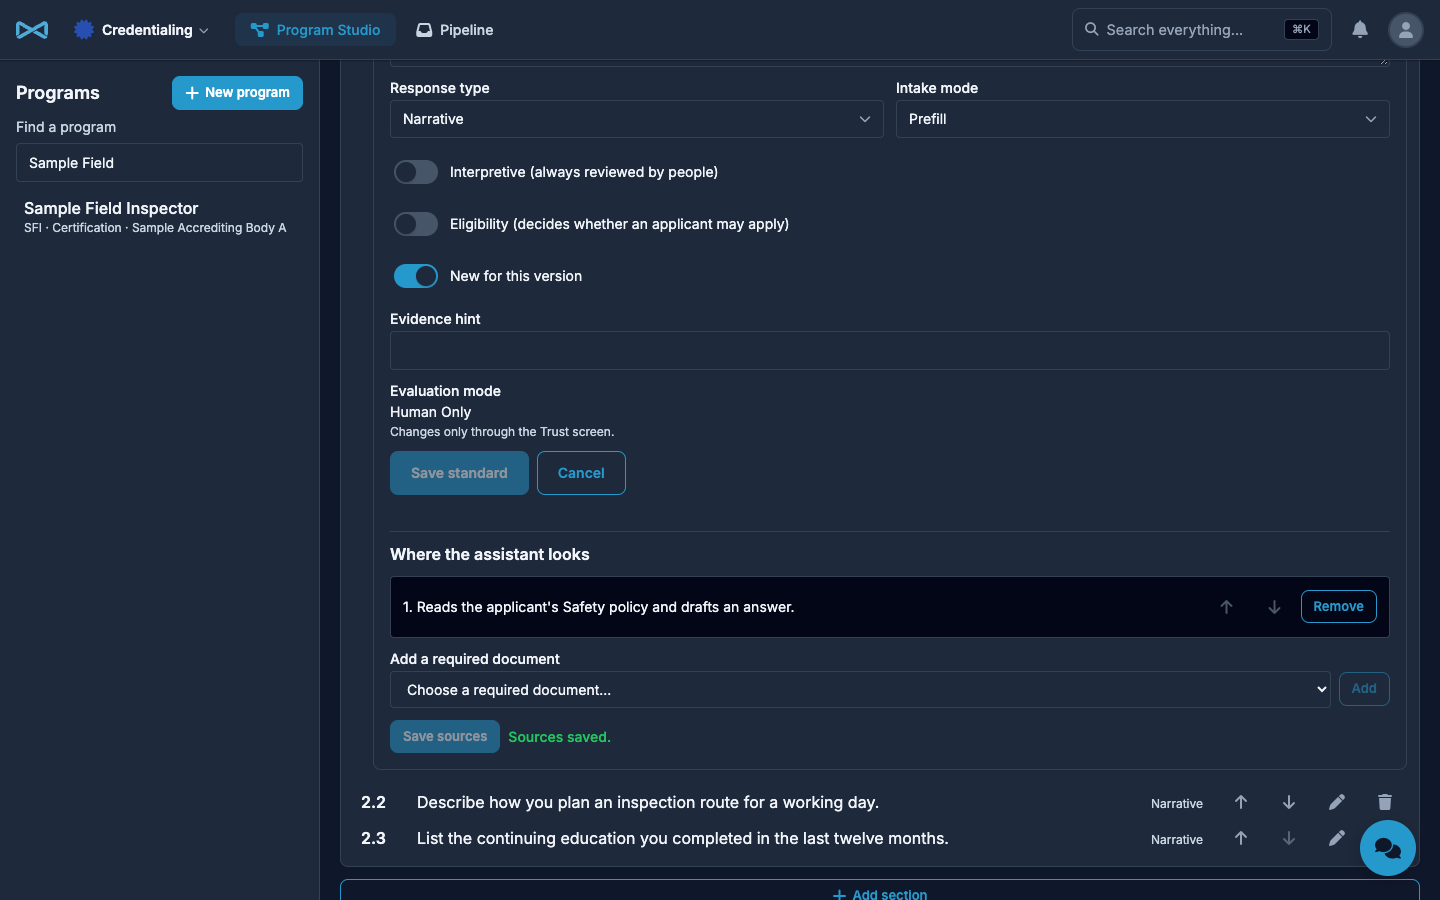 Credentialing
Program Studio
Pipeline
Search everything...
⌘K
Programs
New program
Find a program
Sample Field
Sample Field Inspector
SFI · Certification · Sample Accrediting Body A
Response type
Narrative
Intake mode
Prefill
Interpretive (always reviewed by people)
Eligibility (decides whether an applicant may apply)
New for this version
Evidence hint
Evaluation mode
Human Only
Changes only through the Trust screen.
Save standard
Cancel
Where the assistant looks
1. Reads the applicant's Safety policy and drafts an answer.
Remove
Add a required document
Choose a required document...
Add
Save sources
Sources saved.
2.2 Describe how you plan an inspection route for a working day. Narrative
2.3 List the continuing education you completed in the last twelve months. Narrative
Add section